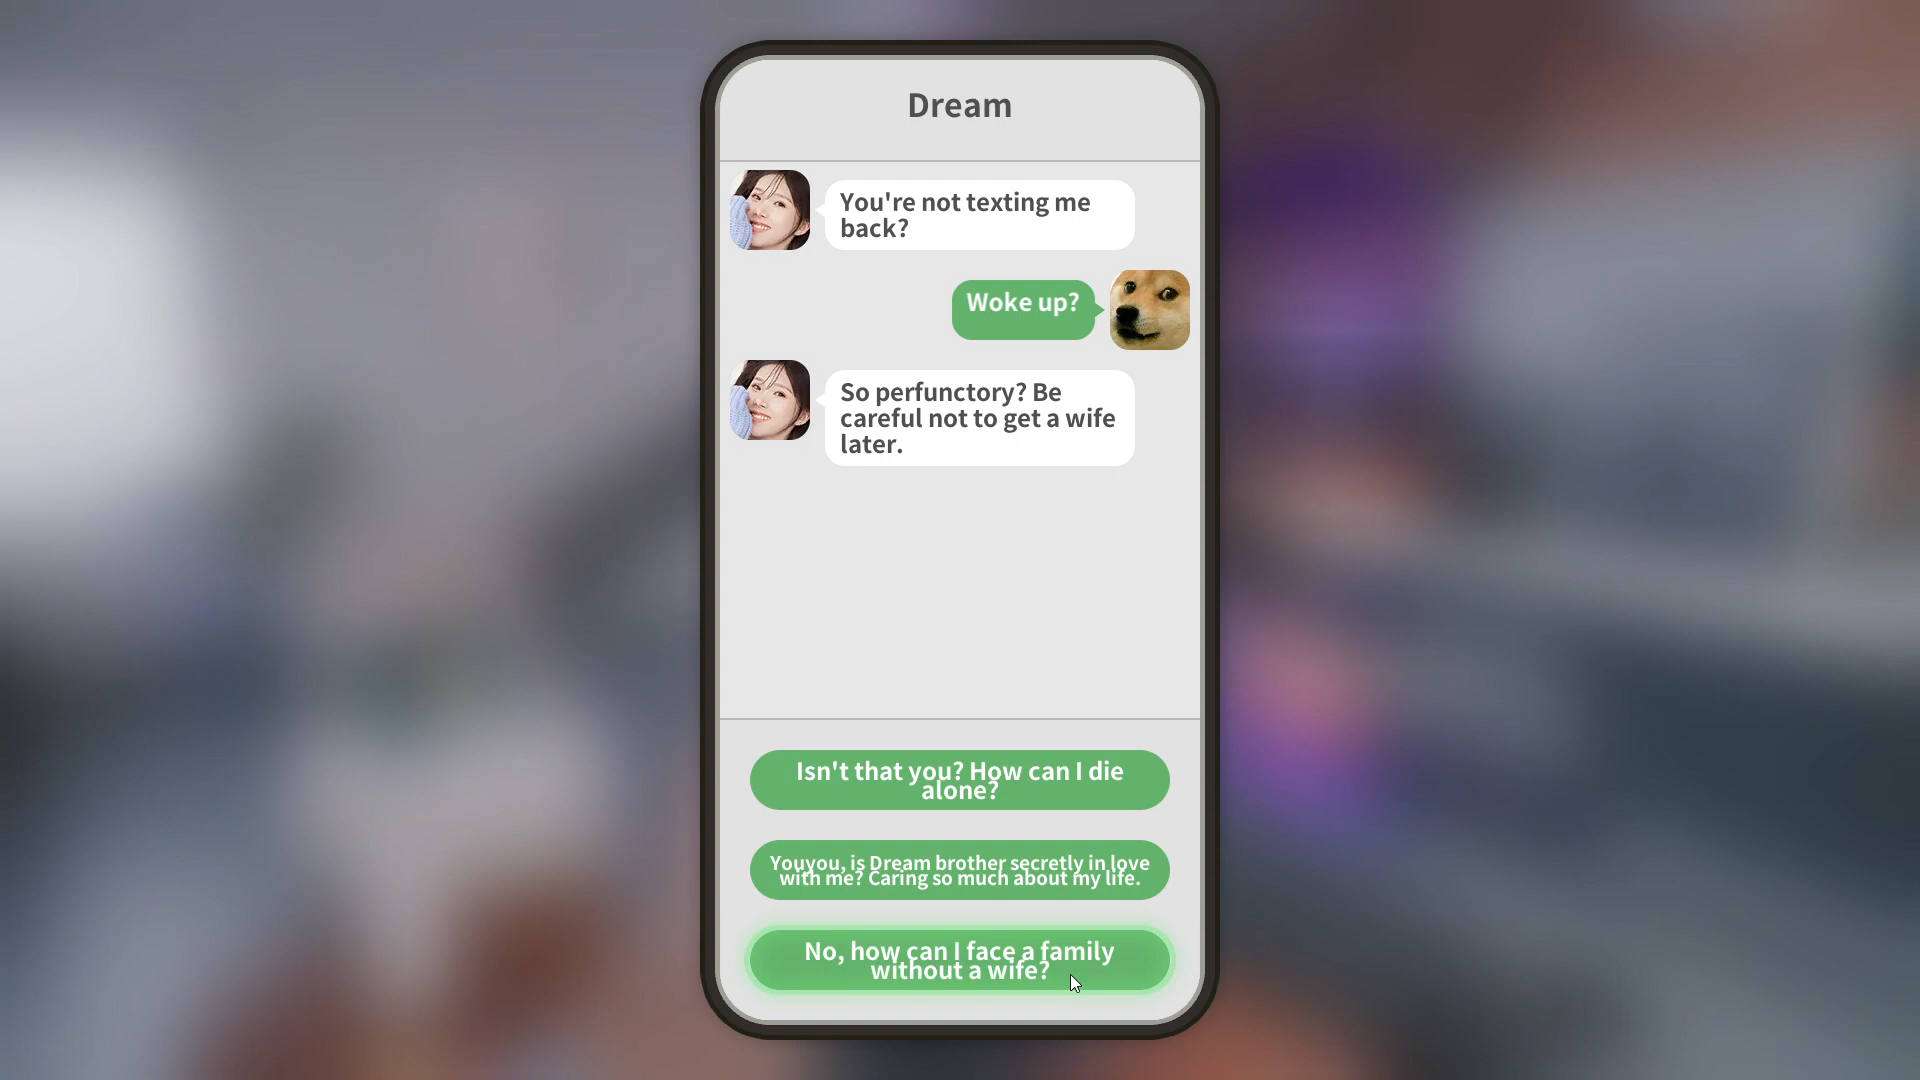 Dream
You're not texting me
back?
Woke up?
So perfunctory? Be
careful not to get a wife
later.
Isn't that you? How can I die
alone?
Youyou, is Dream brother secretly in love
with me? Caring so much about my life.
No, how can I face a family
without a wife?